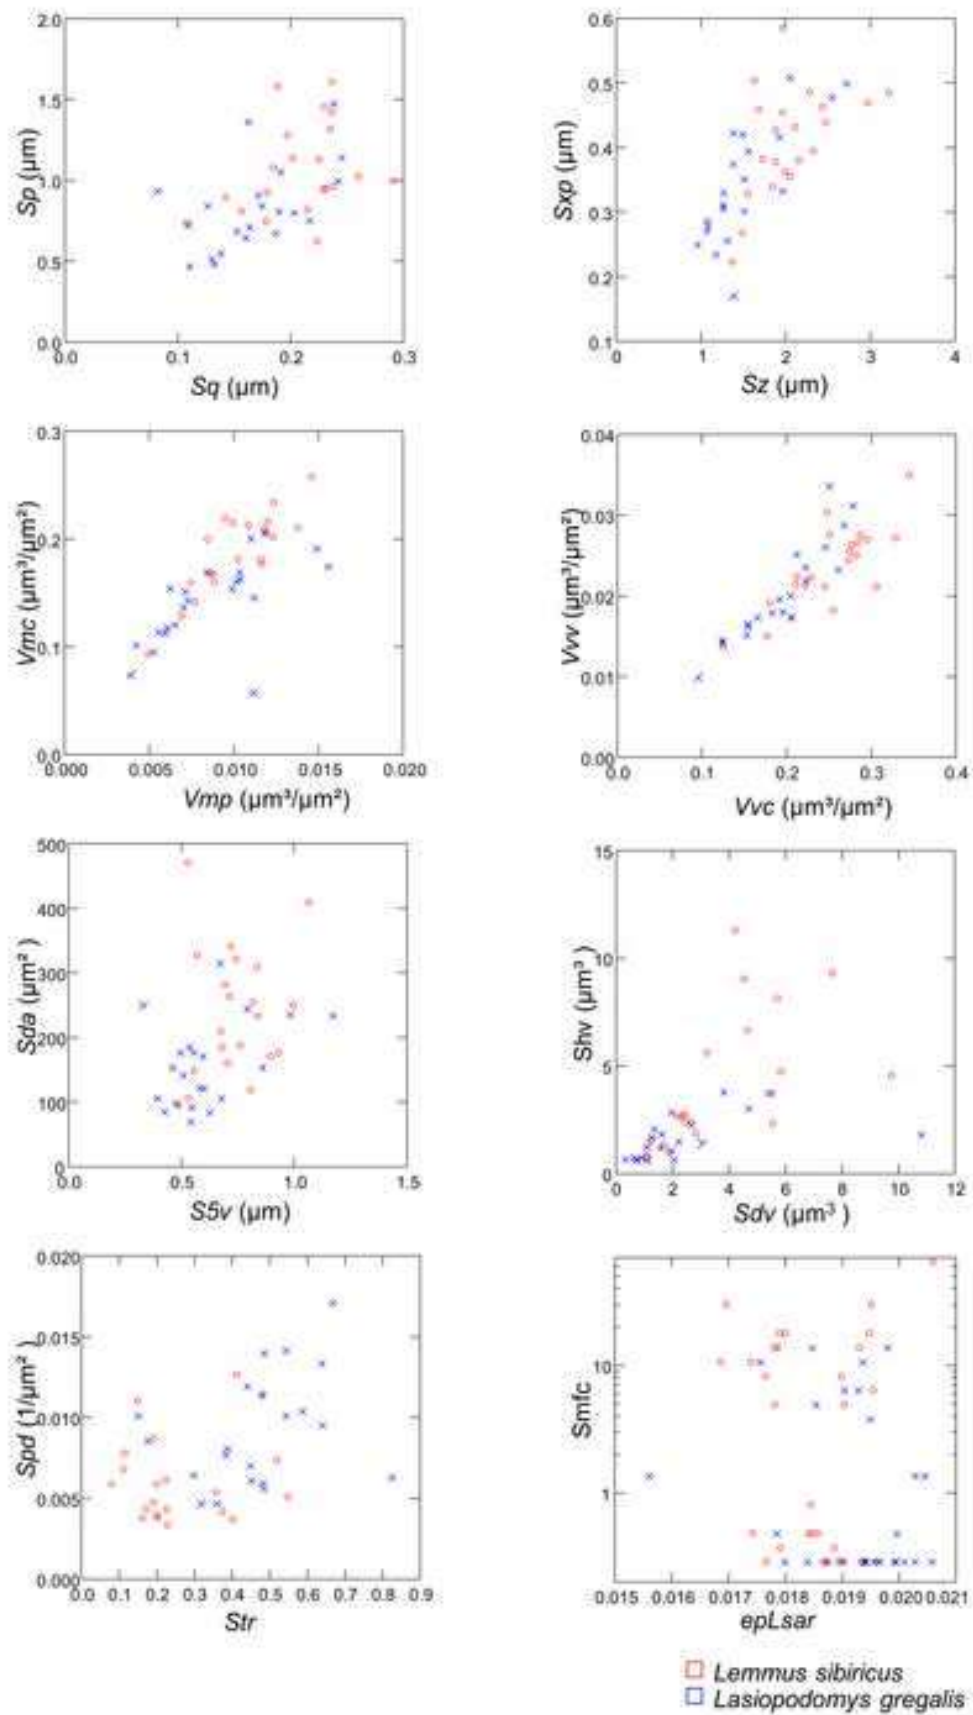 2.0
1.5
1.0
0.5
0.0
Sp (µm)
0.0 0.1 0.2 0.3
Sq (µm)
0.6
0.5
0.4
0.3
0.2
0.1
Sxp (µm)
0 1 2 3 4
Sz (µm)
0.3
0.2
0.1
0.0
Vmc (µm³/µm²)
0.000 0.005 0.010 0.015 0.020
Vmp (µm³/µm²)
0.04
0.03
0.02
0.01
0.00
Vvv (µm³/µm²)
0.0 0.1 0.2 0.3 0.4
Vvc (µm³/µm²)
500
400
300
200
100
0
Sda (µm²)
0.5 1.0 1.5
S5v (µm)
15
10
5
0
Shv (µm³)
0 2 4 6 8 10 12
Sdv (µm³ )
0.020
0.015
0.010
0.005
0.000
Spd (1/µm² )
0.0 0.1 0.2 0.3 0.4 0.5 0.6 0.7 0.8 0.9
Str
10
1
Smfc
0.015 0.016 0.017 0.018 0.019 0.020 0.021
epLsar
Lemmus sibiricus
Lasiopodomys gregalis